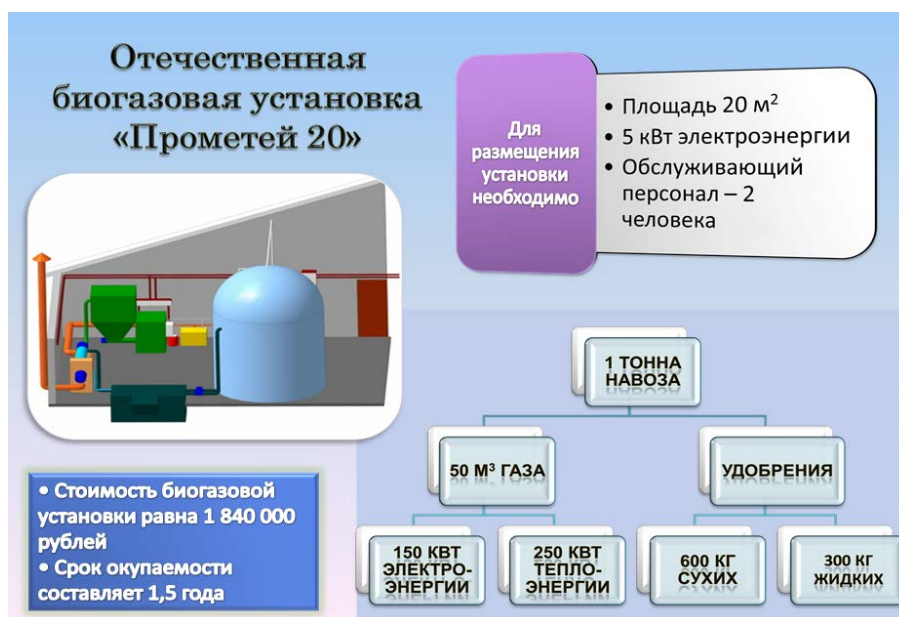 Отечественная
биогазовая установка
«Прометей 20»
Для
размещения
установки
необходимо
• Площадь 20 м²
• 5 кВт электроэнергии
• Обслуживающий
персонал – 2
человека
1 ТОННА
НАВОЗА
50 М³ ГАЗА
УДОБРЕНИЯ
150 КВТ
ЭЛЕКТРО-
ЭНЕРГИИ
250 КВТ
ТЕПЛО-
ЭНЕРГИИ
600 КГ
СУХИХ
300 КГ
ЖИДКИХ
• Стоимость биогазовой
установки равна 1 840 000
рублей
• Срок окупаемости
составляет 1,5 года